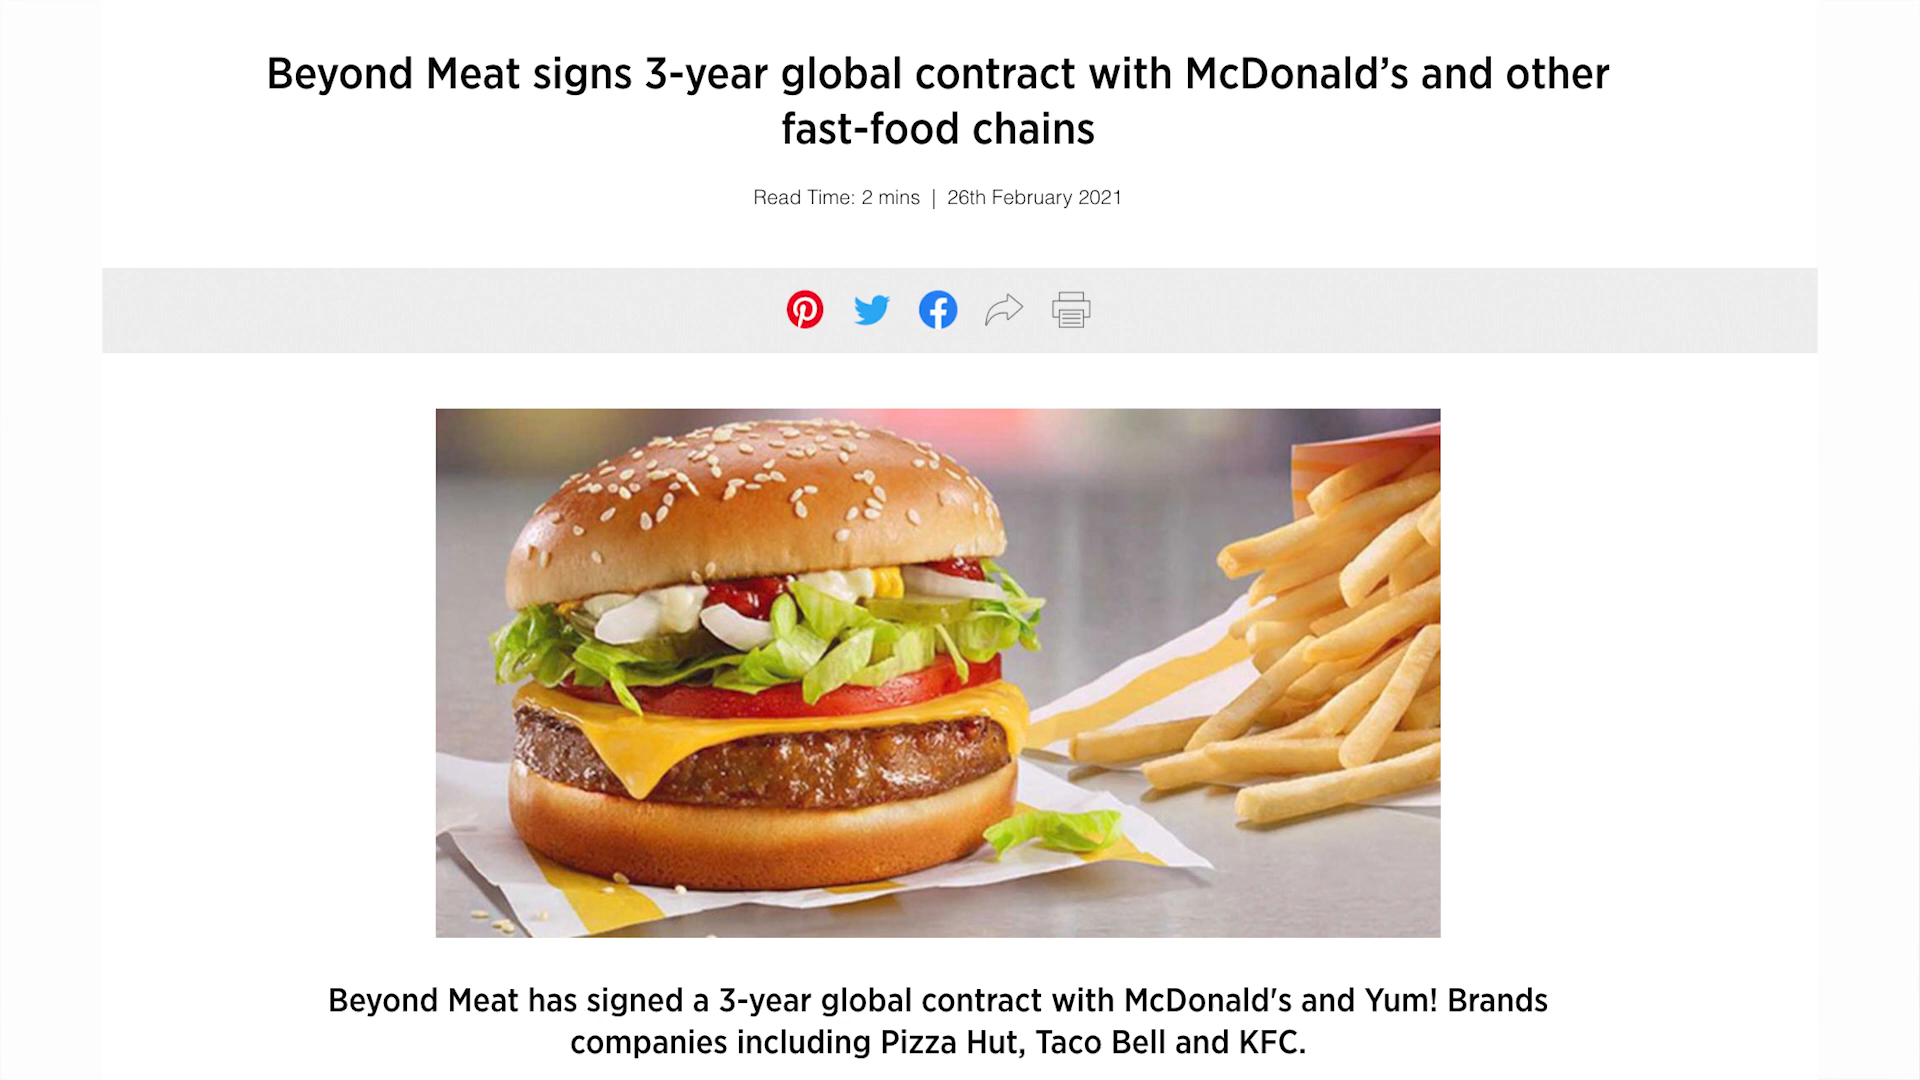 Beyond Meat signs 3-year global contract with McDonald’s and other
fast-food chains
Read Time: 2 mins | 26th February 2021
Beyond Meat has signed a 3-year global contract with McDonald's and Yum! Brands
companies including Pizza Hut, Taco Bell and KFC.